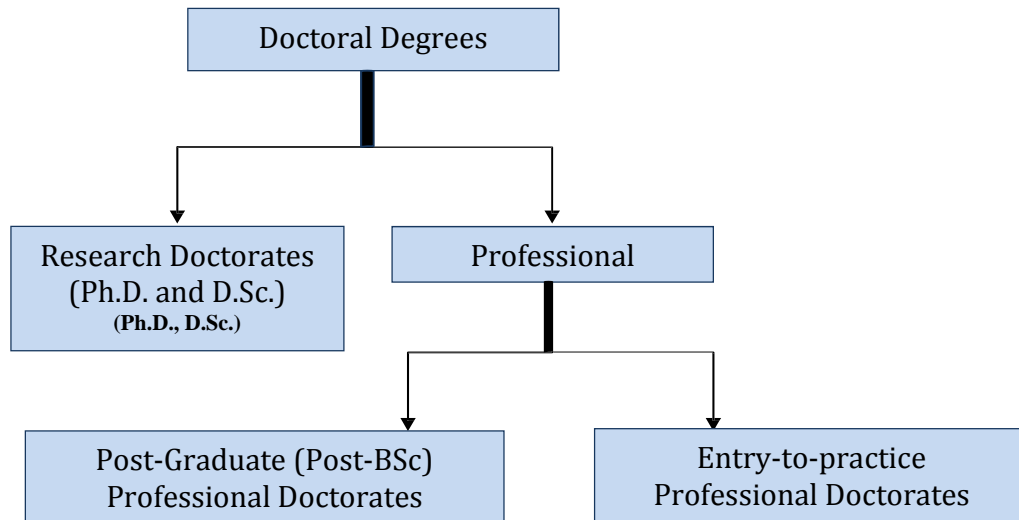 Doctoral Degrees
Research Doctorates
(Ph.D. and D.Sc.)
(Ph.D., D.Sc.)
Professional
Post-Graduate (Post-BSc)
Professional Doctorates
Entry-to-practice
Professional Doctorates